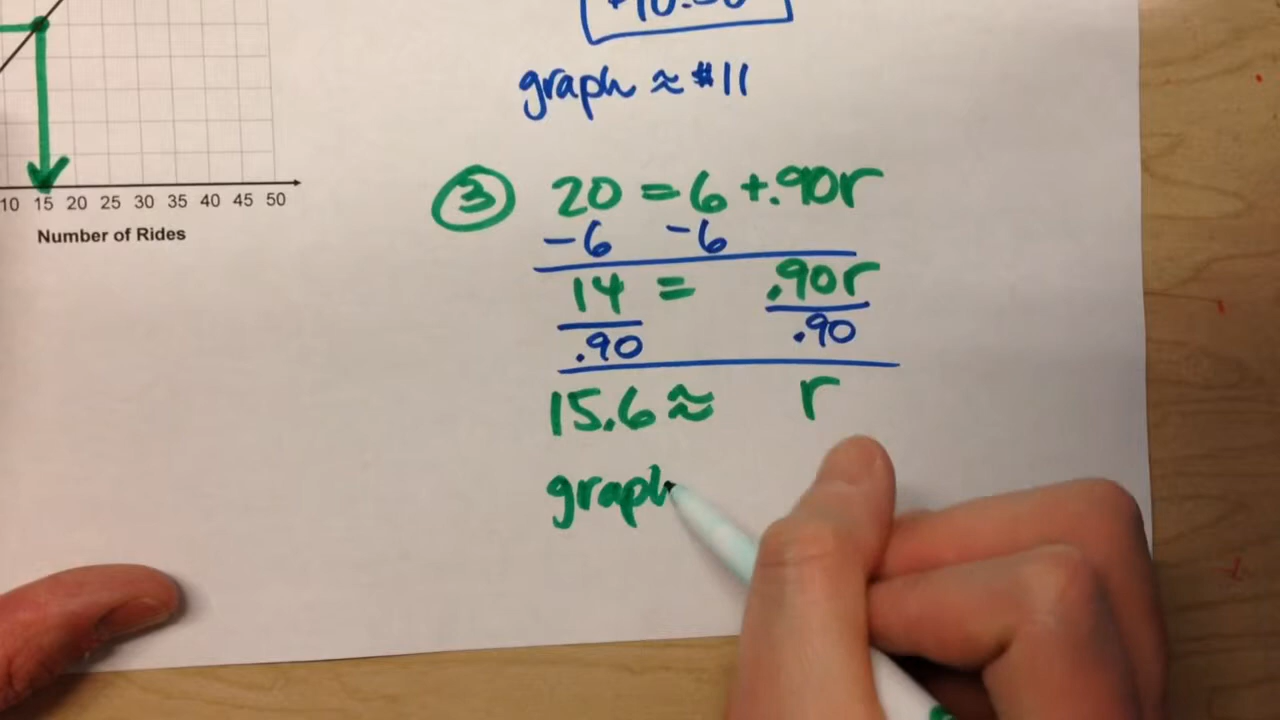 graph ≈ $11
10 15 20 25 30 35 40 45 50
Number of Rides
③ 20 = 6 + .90r
-6 -6
14 = .90r
.90 .90
15.6 ≈ r
graph